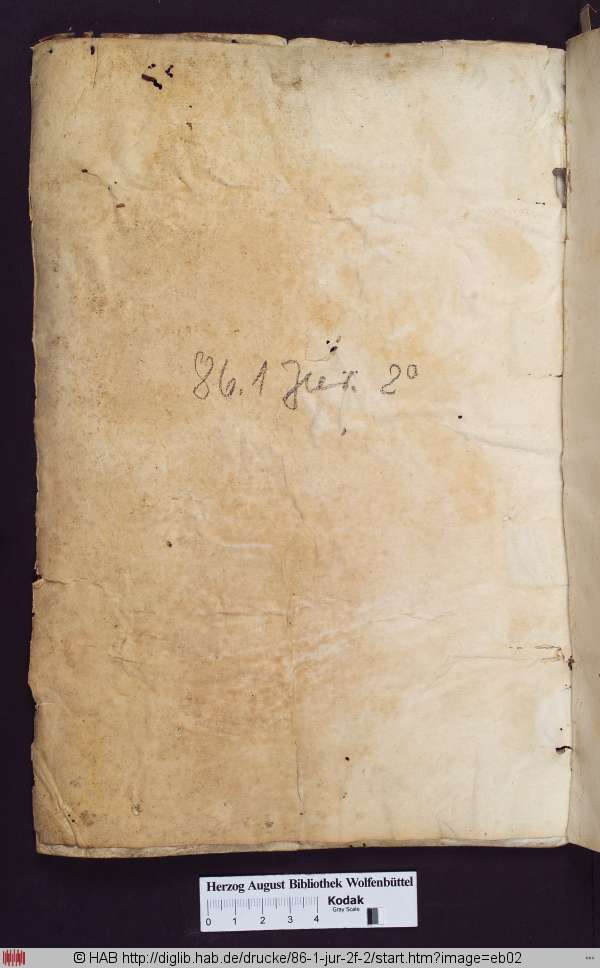 86.1 Jur. 2°
Herzog August Bibliothek Wolfenbüttel
0 1 2 3 4
Kodak
Gray Scale
© HAB http://diglib.hab.de/drucke/86-1-jur-2f-2/start.htm?image=eb02